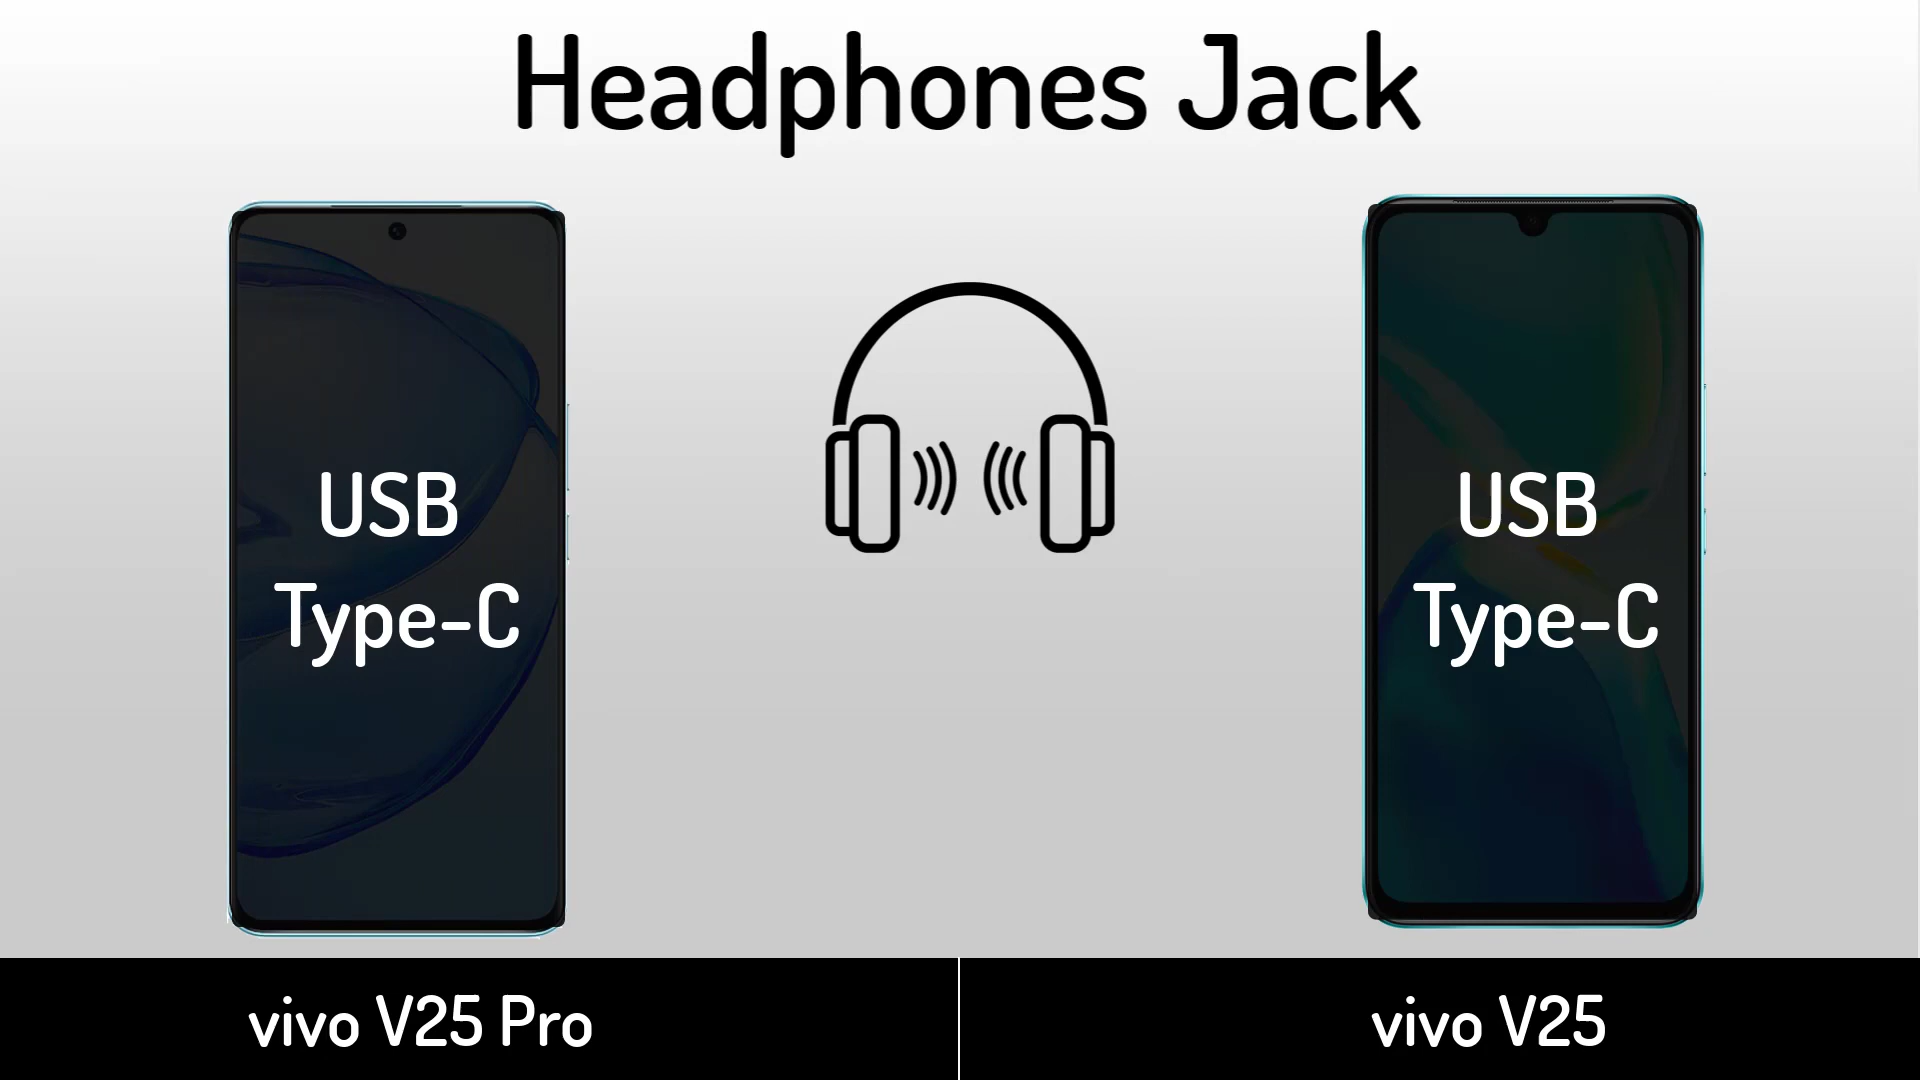 Headphones Jack
USB
Type-C
USB
Type-C
vivo V25 Pro
vivo V25